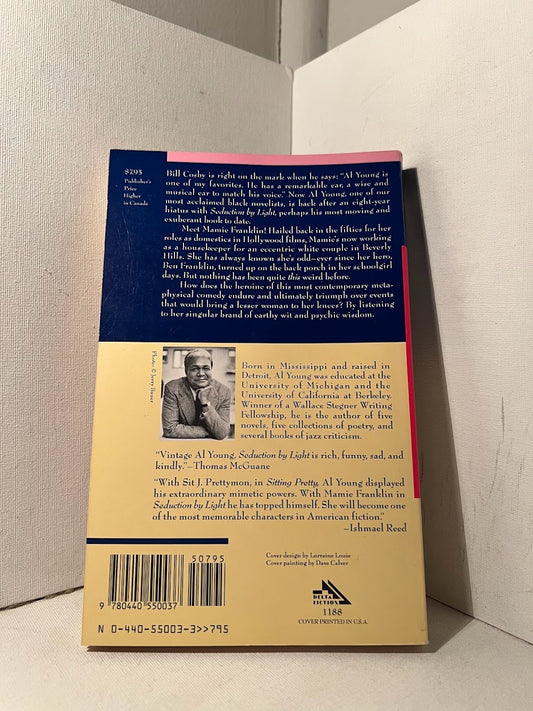 $7.95
Publisher's
Price
Higher
in Canada
Bill Cosby is right on the mark when he says: "Al Young is
one of my favorites. He has a remarkable ear, a wise and
musical ear to match his voice." Now Al Young, one of our
most acclaimed black novelists, is back after an eight-year
hiatus with Seduction by Light, perhaps his most moving and
exuberant book to date.
Meet Mamie Franklin! Hailed back in the fifties for her
roles as domestics in Hollywood films, Mamie's now working
as a housekeeper for an eccentric white couple in Beverly
Hills. She has always known she's odd—ever since her hero,
Ben Franklin, turned up on the back porch in her schoolgirl
days. But nothing has been quite this weird before.
How does the heroine of this most contemporary meta-
physical comedy endure and ultimately triumph over events
that would bring a lesser woman to her knees? By listening
to her singular brand of earthy wit and psychic wisdom.
Photo: © Jerry Bauer
Born in Mississippi and raised in
Detroit, Al Young was educated at the
University of Michigan and the
University of California at Berkeley.
Winner of a Wallace Stegner Writing
Fellowship, he is the author of five
novels, five collections of poetry, and
several books of jazz criticism.
"Vintage Al Young, Seduction by Light is rich, funny, sad, and
kindly."—Thomas McGuane
"With Sit J. Prettymon, in Sitting Pretty, Al Young displayed
his extraordinary mimetic powers. With Mamie Franklin in
Seduction by Light he has topped himself. She will become one
of the most memorable characters in American fiction."
—Ishmael Reed
50795
9 780440 550037
N 0-440-55003-3>>795
Cover design by Lorraine Louie
Cover painting by Dave Calver
DELTA
FICTION
1188
COVER PRINTED IN U.S.A.